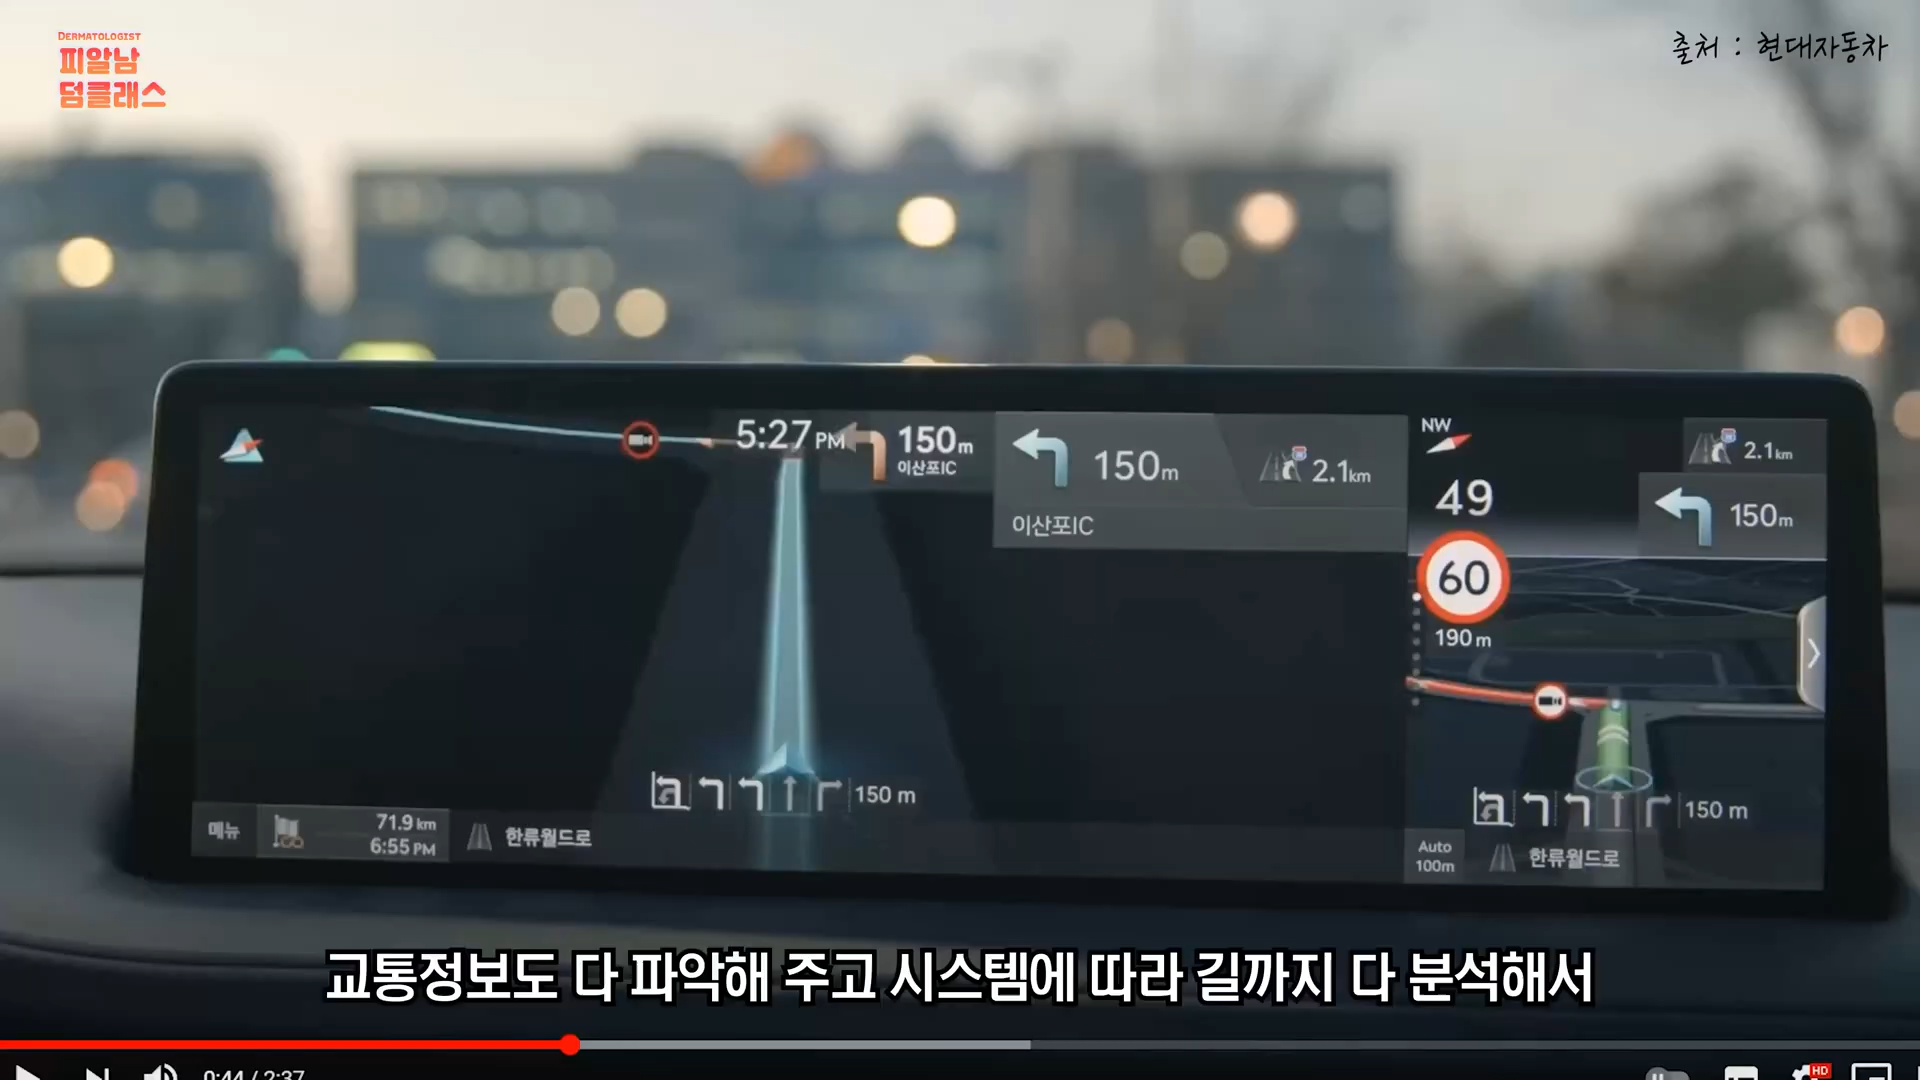 DERMATOLOGIST
피알남
덤클래스
출처 : 현대자동차
5:27 PM
150m
이산포IC
150m
2.1km
이산포IC
NW
2.1km
49
150m
60
190 m
150 m
150 m
메뉴
71.9 km
6:55 PM
한류월드로
Auto
100m
한류월드로
교통정보도 다 파악해 주고 시스템에 따라 길까지 다 분석해서
0:44 / 2:37
HD